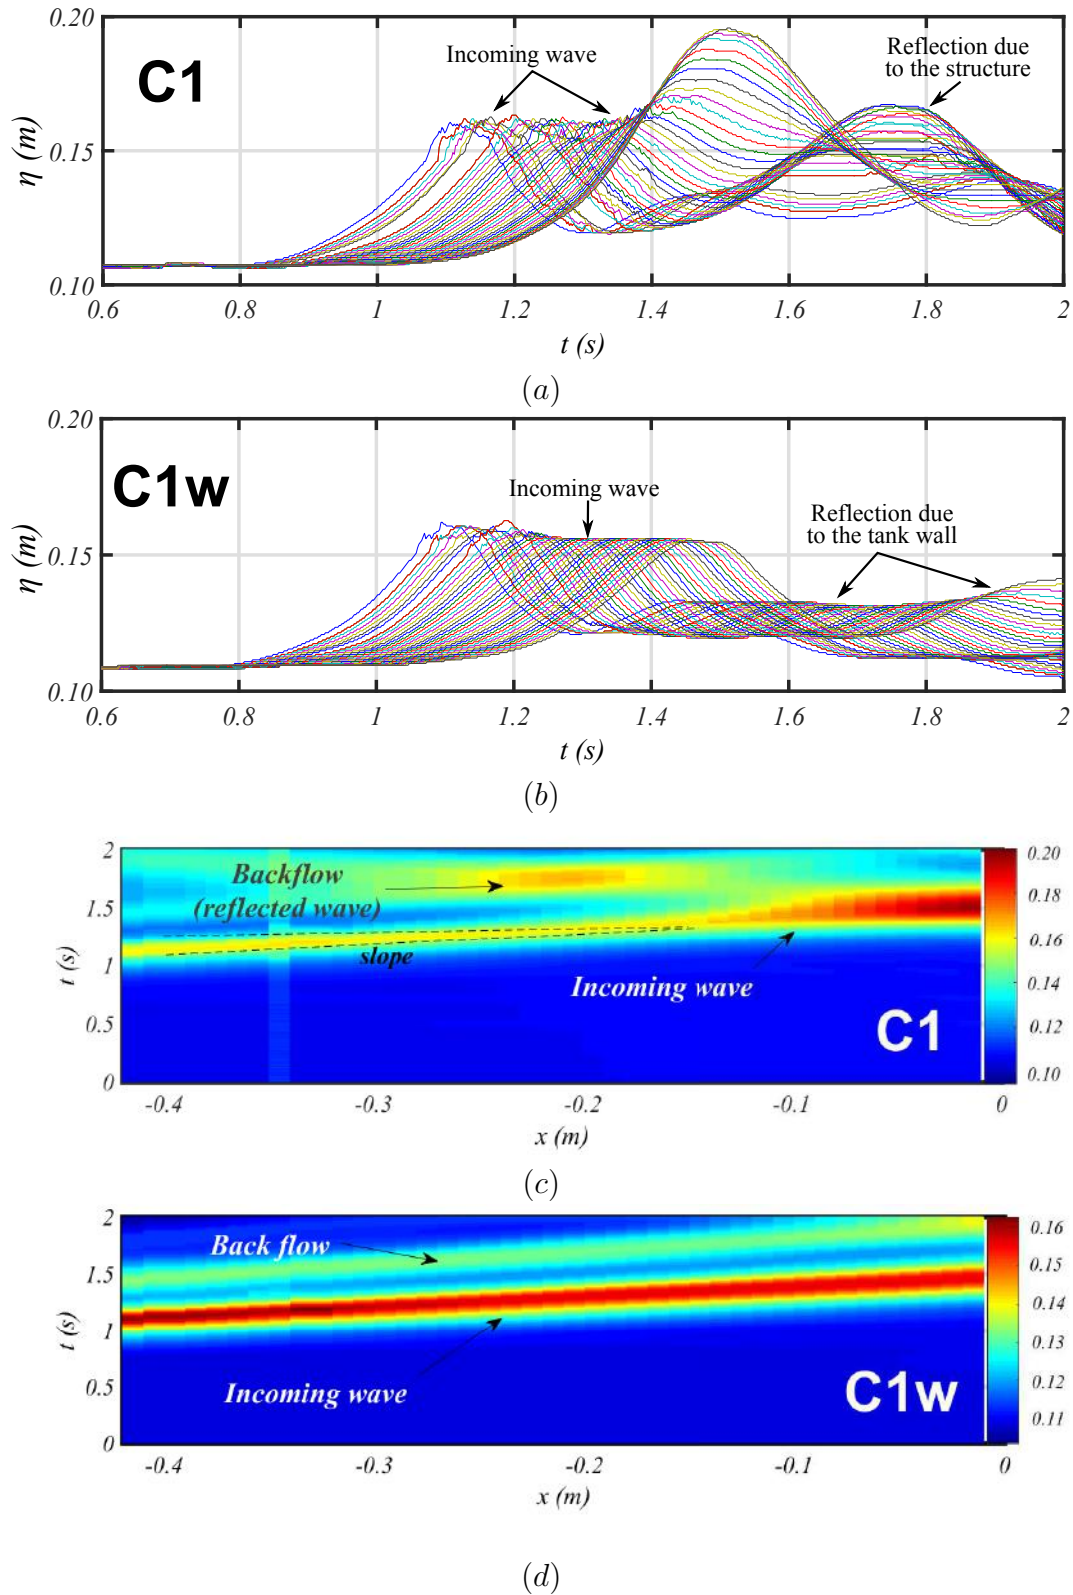 0.20
C1
Incoming wave
Reflection due
to the structure
η (m)
0.15
0.10
0.6
0.8
1
1.2
1.4
1.6
1.8
2
t (s)
(a)
0.20
C1w
Incoming wave
Reflection due
to the tank wall
η (m)
0.15
0.10
0.6
0.8
1
1.2
1.4
1.6
1.8
2
t (s)
(b)
2
1.5
1
0.5
0
t (s)
Backflow
(reflected wave)
slope
Incoming wave
C1
0.20
0.18
0.16
0.14
0.12
0.10
-0.4
-0.3
-0.2
-0.1
0
x (m)
(c)
2
1.5
1
0.5
0
t (s)
Back flow
Incoming wave
C1w
0.16
0.15
0.14
0.13
0.12
0.11
-0.4
-0.3
-0.2
-0.1
0
x (m)
(d)